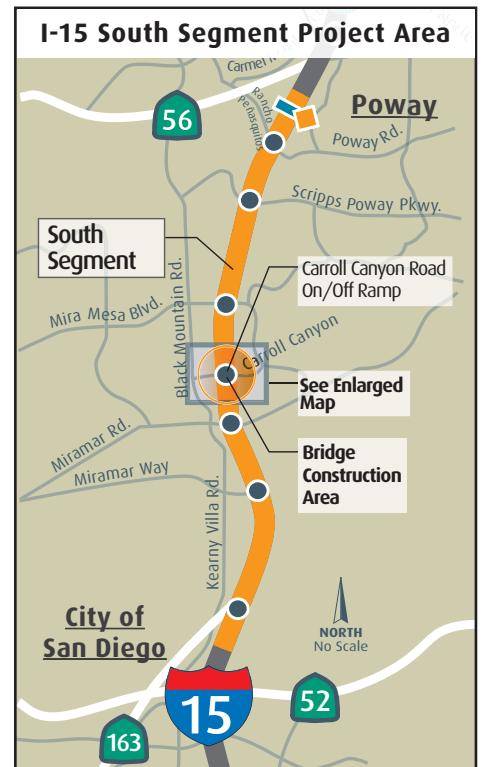 I-15 South Segment Project Area
Rancho
Peñasquitos
56
Poway
Poway Rd.
Scripps Poway Pkwy.
South
Segment
Black Mountain Rd.
Carroll Canyon Road
On/Off Ramp
Mira Mesa Blvd.
Carroll Canyon
See Enlarged
Map
Miramar Rd.
Bridge
Construction
Area
Miramar Way
Kearny Villa Rd.
City of
San Diego
NORTH
No Scale
15
52
163